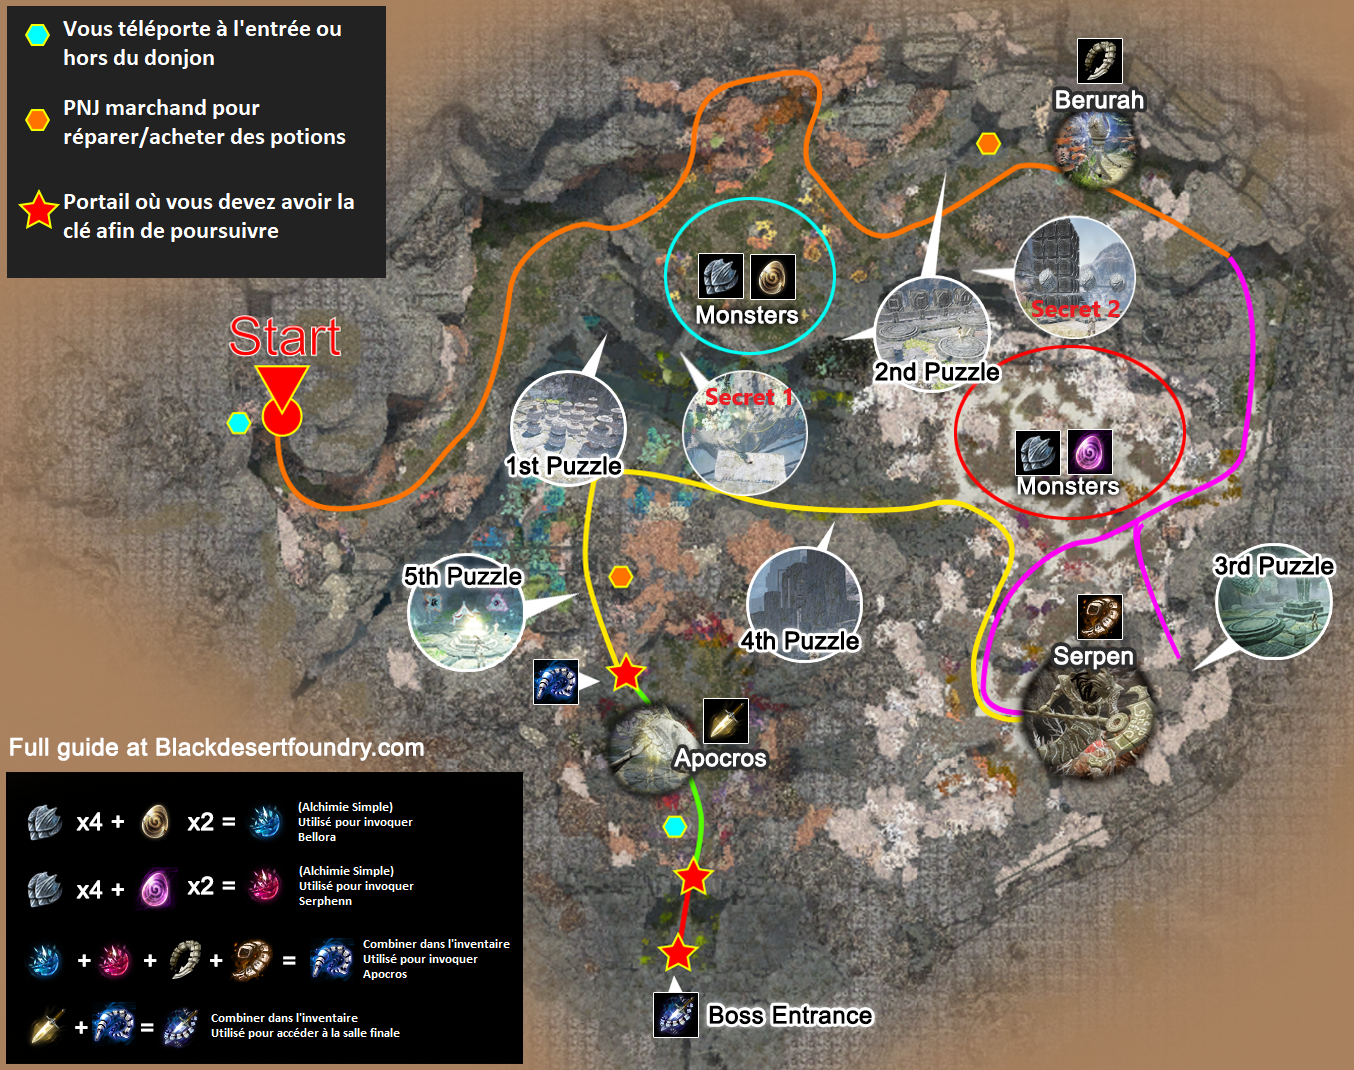 Vous téléporte à l'entrée ou
hors du donjon
PNJ marchand pour
réparer/acheter des potions
Portail où vous devez avoir la
clé afin de poursuivre
Berurah
Start
Monsters
Secret 2
2nd Puzzle
Secret 1
1st Puzzle
Monsters
5th Puzzle
3rd Puzzle
4th Puzzle
Serpen
Apocros
Full guide at Blackdesertfoundry.com
x4 + x2 =
(Alchimie Simple)
Utilisé pour invoquer
Bellora
x4 + x2 =
(Alchimie Simple)
Utilisé pour invoquer
Serphenn
+ + + =
Combiner dans l'inventaire
Utilisé pour invoquer
Apocros
+ =
Combiner dans l'inventaire
Utilisé pour accéder à la salle finale
Boss Entrance